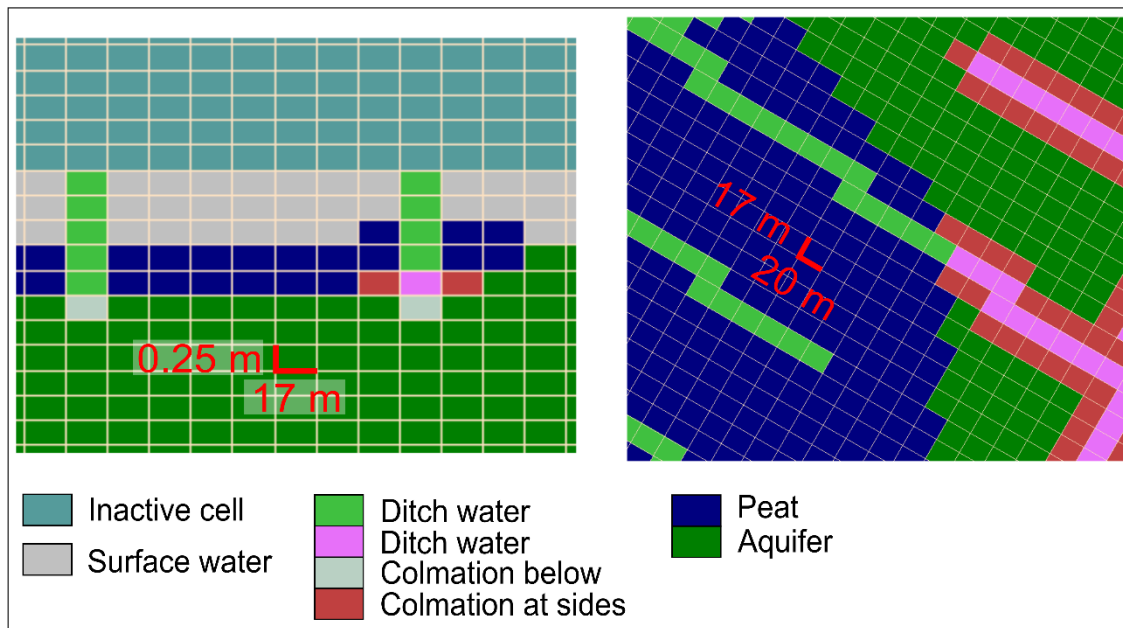 0.25 m
17 m
17 m
20 m
Inactive cell
Surface water
Ditch water
Ditch water
Colmation below
Colmation at sides
Peat
Aquifer